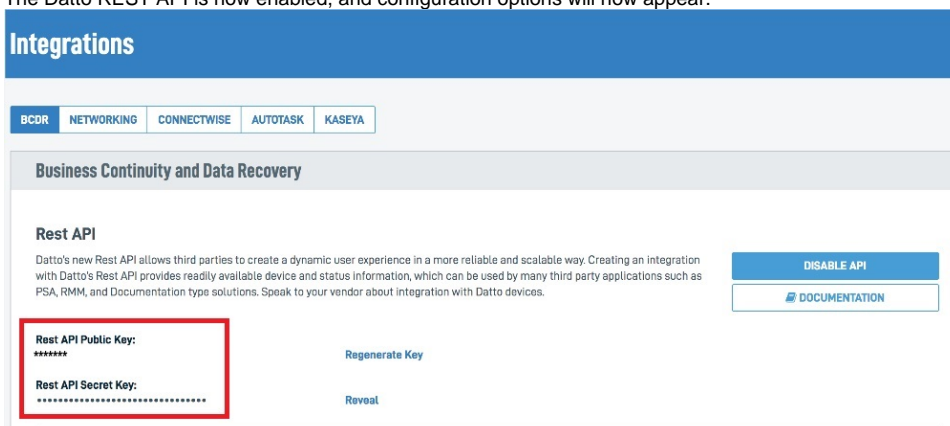 The Datto REST API is now enabled, and configuration options will now appear.
Integrations
BCDR NETWORKING CONNECTWISE AUTOTASK KASEYA
Business Continuity and Data Recovery
Rest API
Datto's new Rest API allows third parties to create a dynamic user experience in a more reliable and scalable way. Creating an integration
with Datto's Rest API provides readily available device and status information, which can be used by many third party applications such as
PSA, RMM, and Documentation type solutions. Speak to your vendor about integration with Datto devices.
DISABLE API
DOCUMENTATION
Rest API Public Key:
*******
Regenerate Key
Rest API Secret Key:
••••••••••••••••••••••••••••••••
Reveal